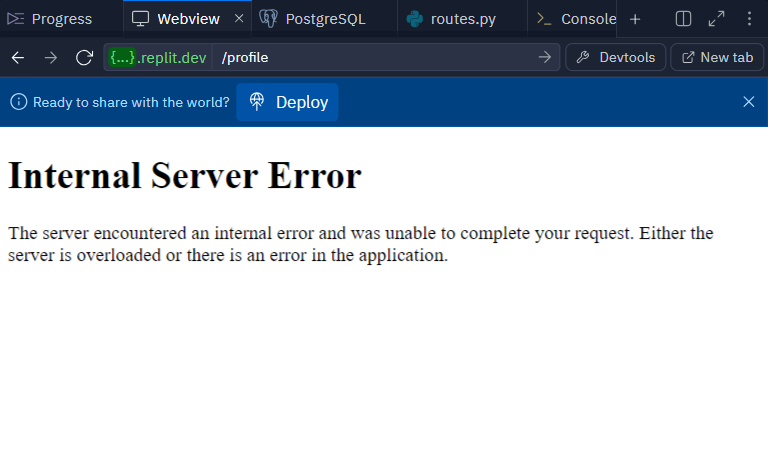 Progress Webview PostgreSQL routes.py Console
{...}.replit.dev /profile Devtools New tab
Ready to share with the world? Deploy
Internal Server Error
The server encountered an internal error and was unable to complete your request. Either the
server is overloaded or there is an error in the application.